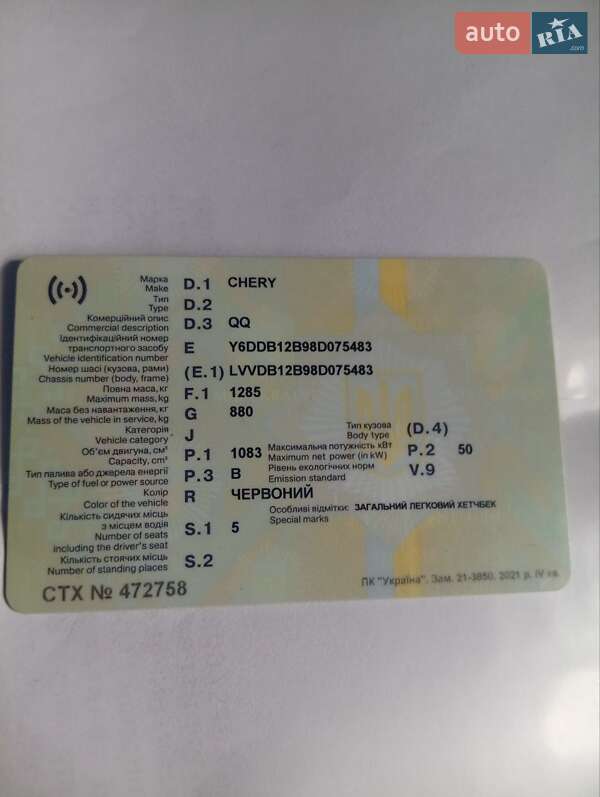 auto RIA .com
Марка
Make D.1 CHERY
Тип
Type D.2
Комерційний опис
Commercial description D.3 QQ
Ідентифікаційний номер
транспортного засобу
Vehicle identification number E Y6DDB12B98D075483
Номер шасі (кузова, рами)
Chassis number (body, frame) (E.1) LVVDB12B98D075483
Повна маса, кг
Maximum mass, kg F.1 1285
Маса без навантаження, кг
Mass of the vehicle in service, kg G 880
Категорія
Vehicle category J
Тип кузова
Body type (D.4)
Об'єм двигуна, см³
Capacity, cm³ P.1 1083
Максимальна потужність кВт
Maximum net power (in kW) P.2 50
Тип палива або джерела енергії
Type of fuel or power source P.3 B
Рівень екологічних норм
Emission standard V.9
Колір
Color of the vehicle R ЧЕРВОНИЙ
Кількість сидячих місць
з місцем водія
Number of seats
including the driver's seat S.1 5
Особливі відмітки: ЗАГАЛЬНИЙ ЛЕГКОВИЙ ХЕТЧБЕК
Special marks
Кількість стоячих місць
Number of standing places S.2
СТХ № 472758
ПК "Україна". Зам. 21-3850. 2021 р. IV кв.